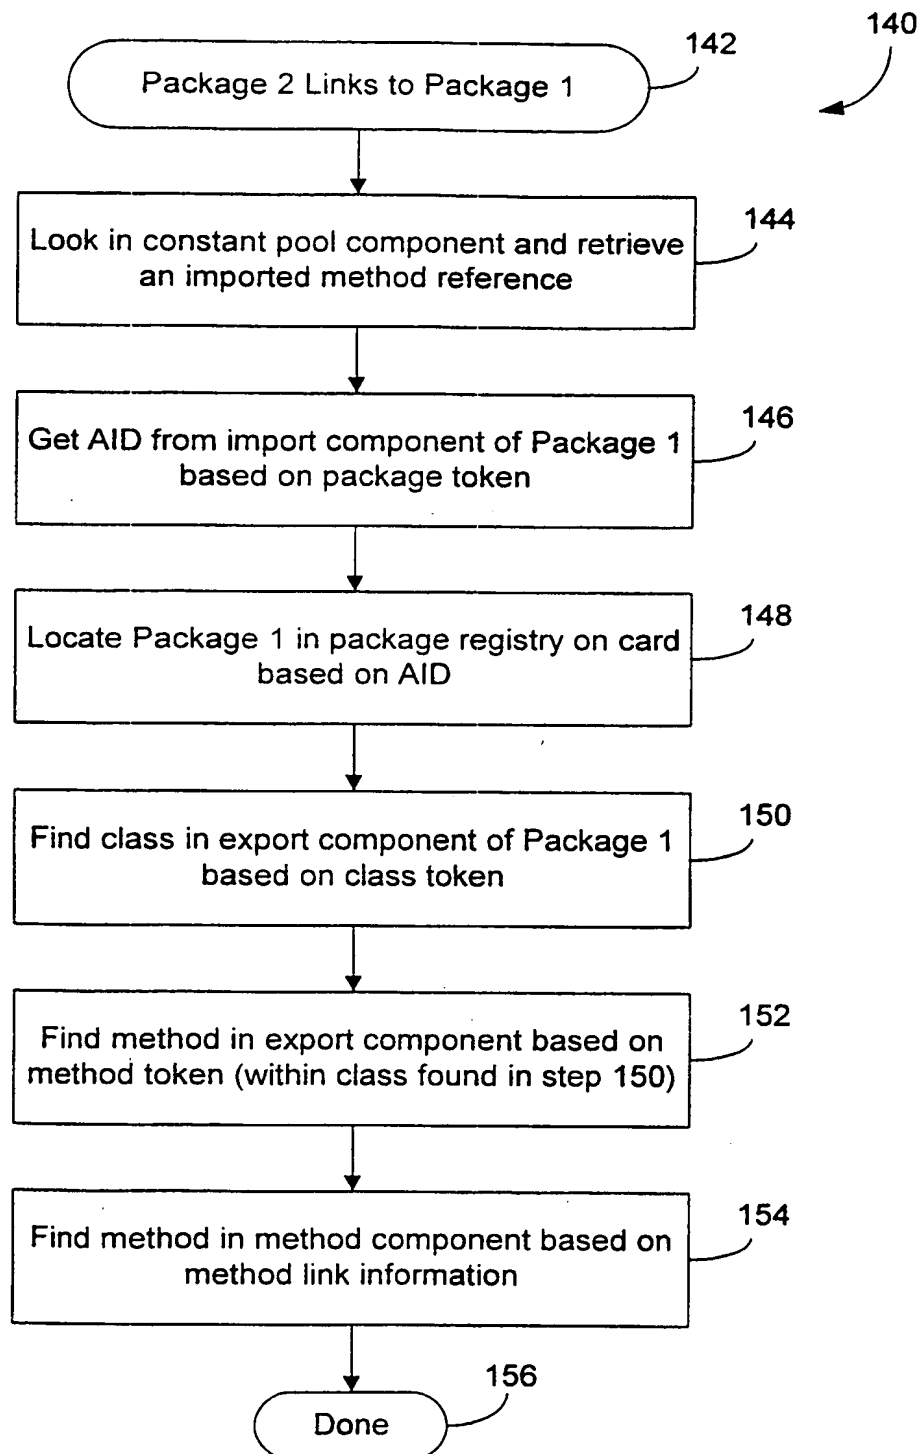 140
142
Package 2 Links to Package 1
144
Look in constant pool component and retrieve
an imported method reference
146
Get AID from import component of Package 1
based on package token
148
Locate Package 1 in package registry on card
based on AID
150
Find class in export component of Package 1
based on class token
152
Find method in export component based on
method token (within class found in step 150)
154
Find method in method component based on
method link information
156
Done